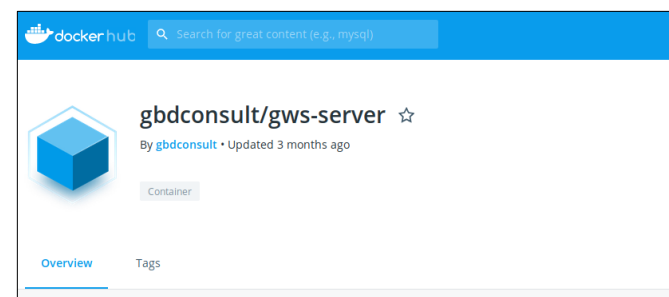 docker hub
Search for great content (e.g., mysql)
gbdconsult/gws-server
By gbdconsult • Updated 3 months ago
Container
Overview
Tags